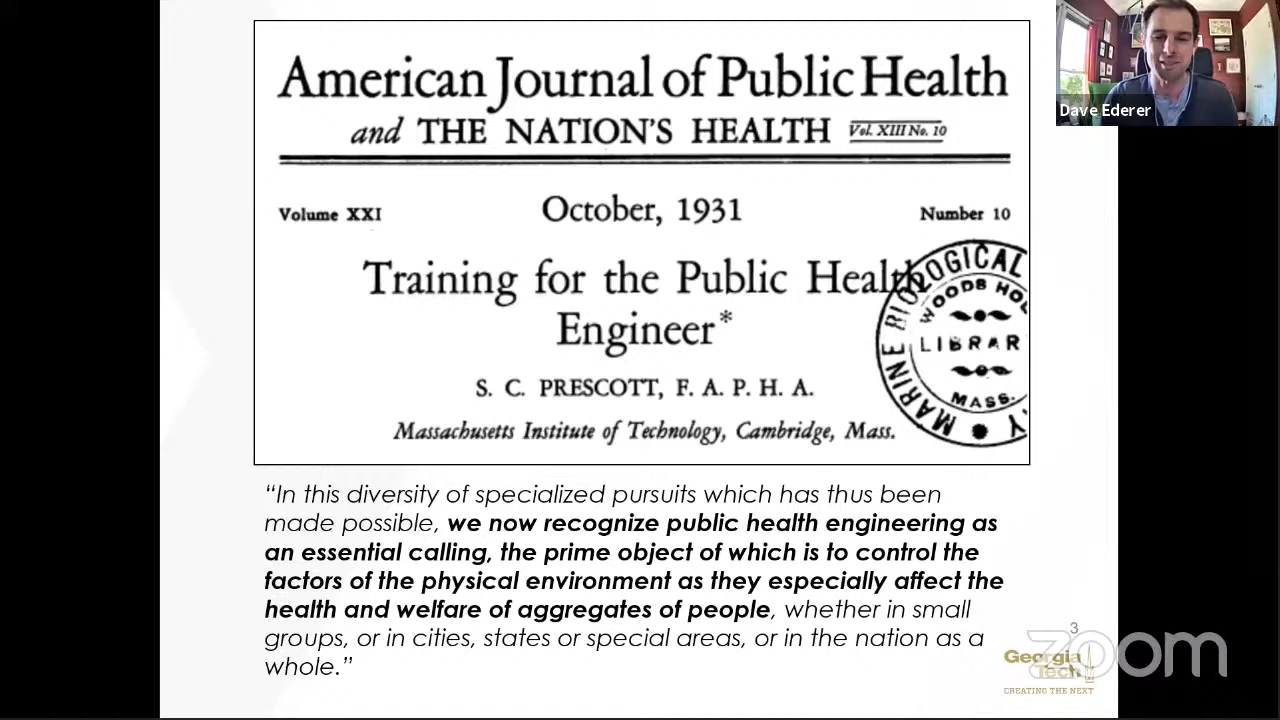 American Journal of Public Health
and THE NATION'S HEALTH Vol. XIII No. 10
Volume XXI
October, 1931
Number 10
Training for the Public Health
Engineer*
S. C. PRESCOTT, F. A. P. H. A.
Massachusetts Institute of Technology, Cambridge, Mass.
MARINE BIOLOGICAL
WOODS HO
LIBRAR
MASS.
Y
“In this diversity of specialized pursuits which has thus been
made possible, we now recognize public health engineering as
an essential calling, the prime object of which is to control the
factors of the physical environment as they especially affect the
health and welfare of aggregates of people, whether in small
groups, or in cities, states or special areas, or in the nation as a
whole.”
3
Georgia
Tech
CREATING THE NEXT
zoom
Dave Ederer